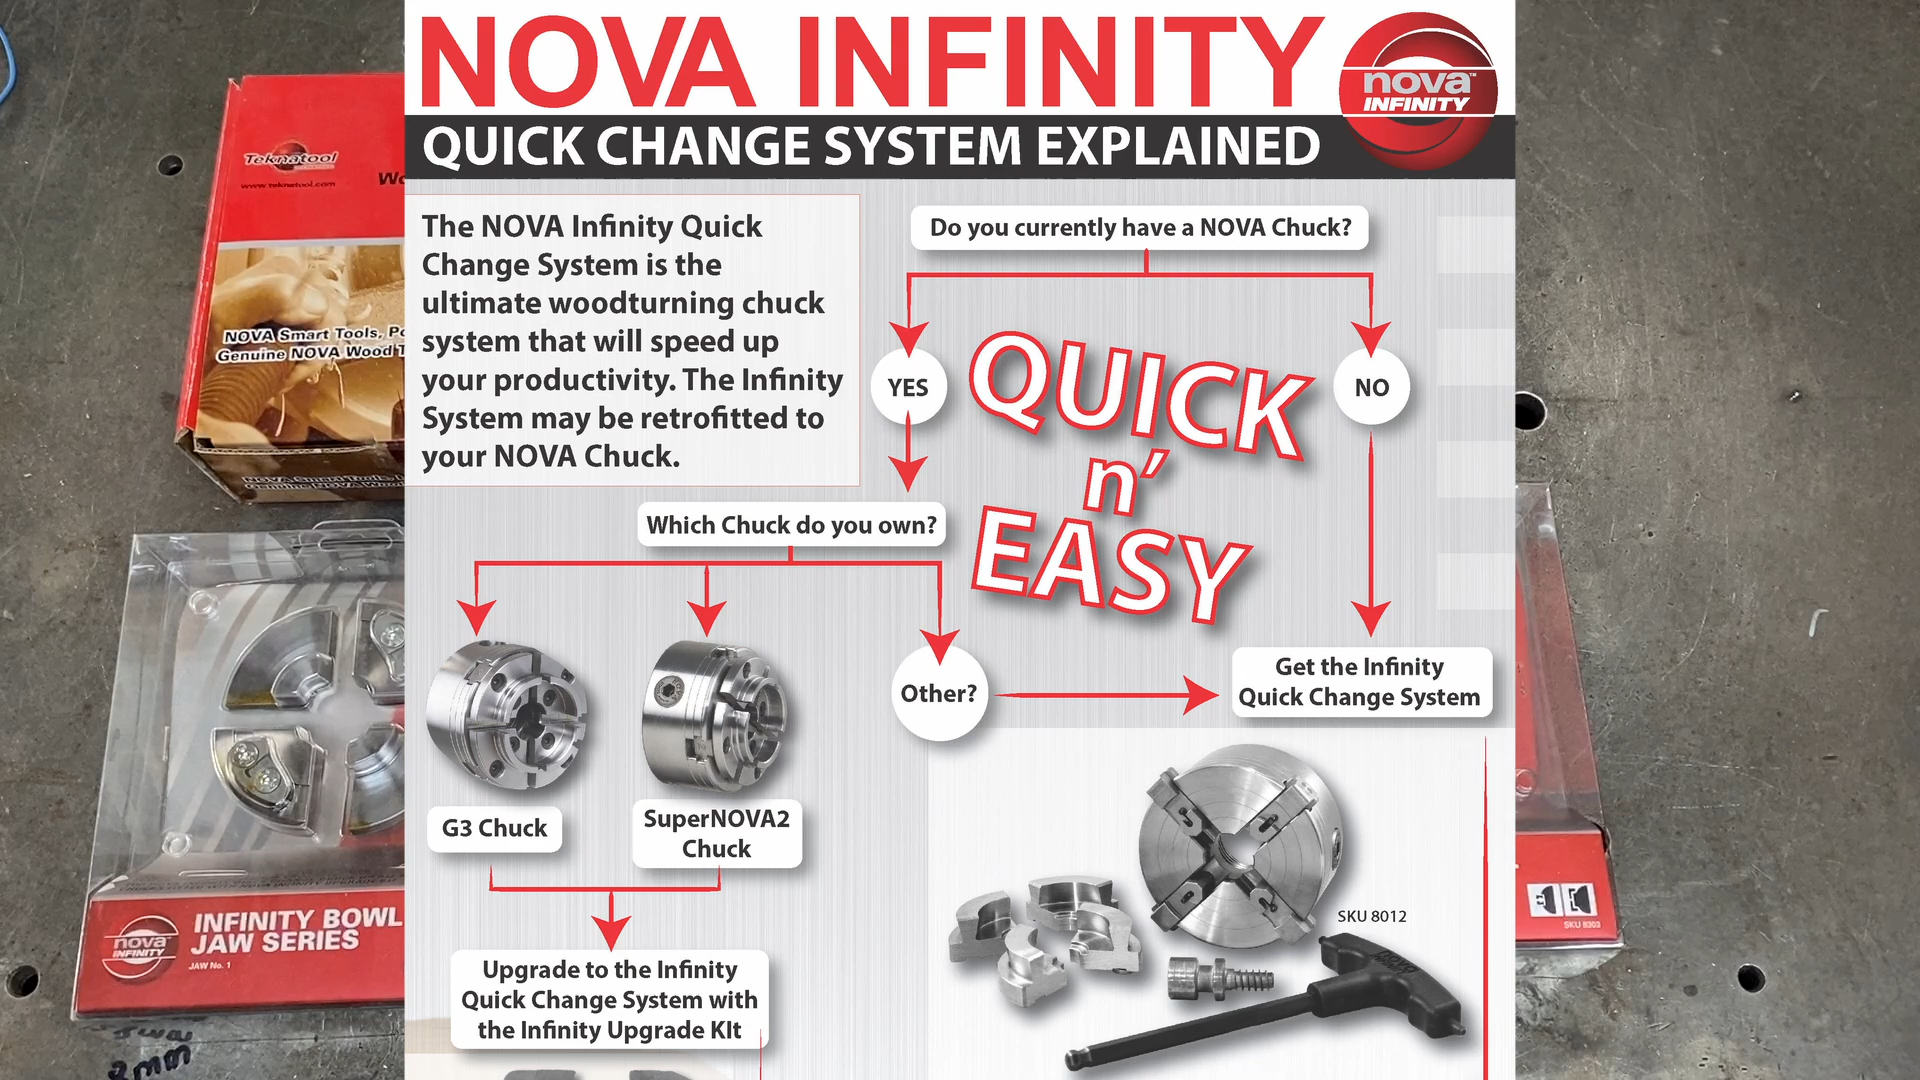 NOVA INFINITY
nova
INFINITY
QUICK CHANGE SYSTEM EXPLAINED
The NOVA Infinity Quick
Change System is the
ultimate woodturning chuck
system that will speed up
your productivity. The Infinity
System may be retrofitted to
your NOVA Chuck.
Do you currently have a NOVA Chuck?
YES
NO
QUICK
n'
EASY
Which Chuck do you own?
Other?
Get the Infinity
Quick Change System
G3 Chuck
SuperNOVA2
Chuck
Upgrade to the Infinity
Quick Change System with
the Infinity Upgrade KIt
SKU 8012
Teknatool
www.teknatool.com
NOVA Smart Tools,
Genuine NOVA Wood
INFINITY BOWL
JAW SERIES
JAW No. 1
nova
INFINITY
SKU 8303
2mm